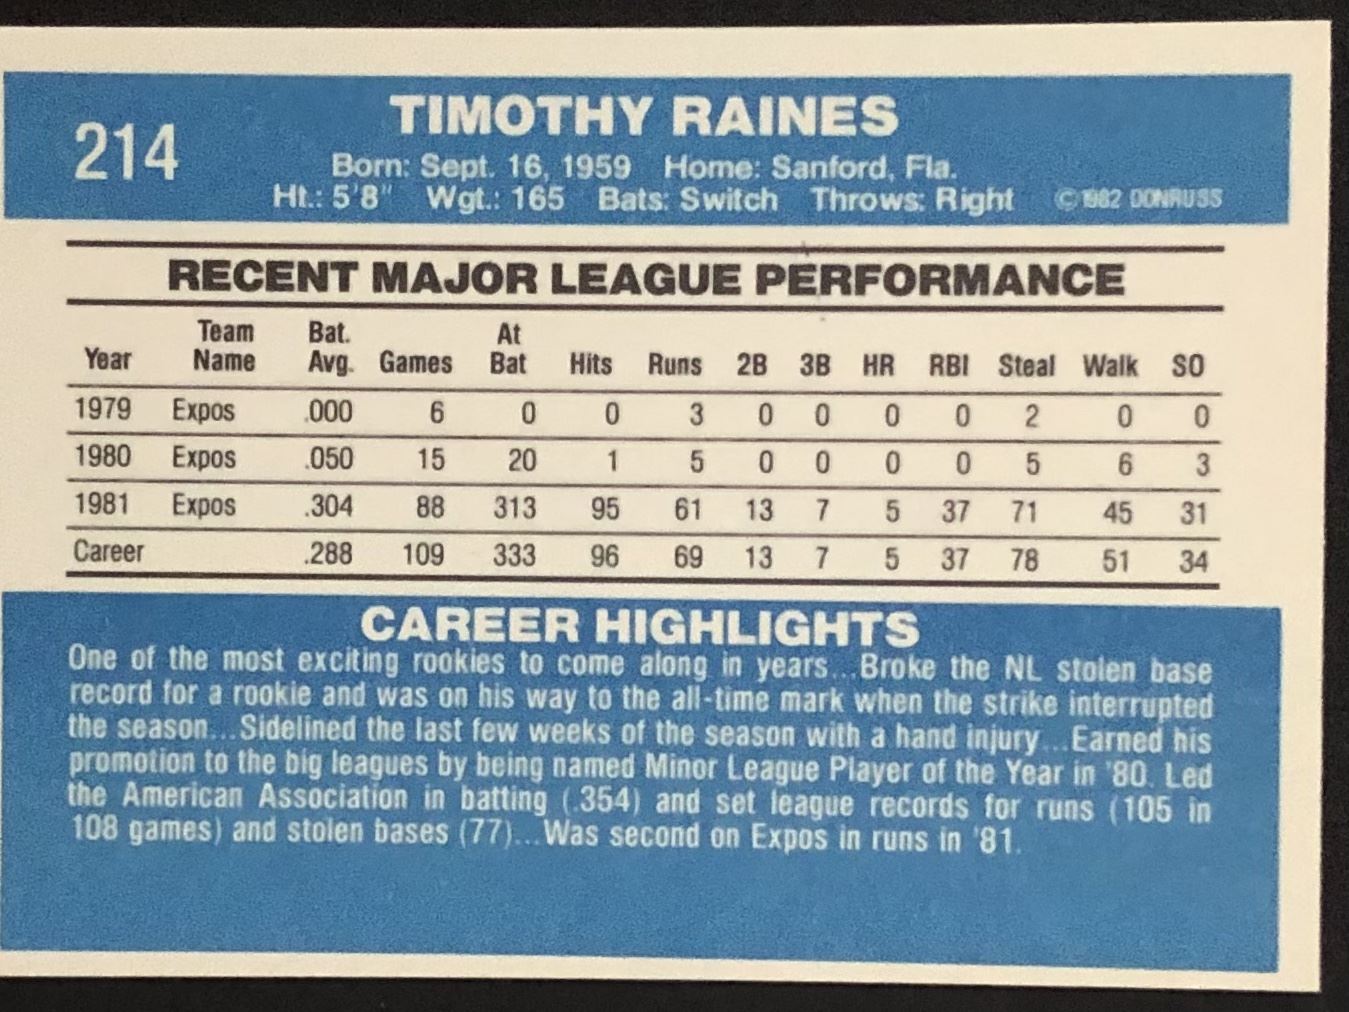 TIMOTHY RAINES
214
Born: Sept. 16, 1959 Home: Sanford, Fla.
Ht.: 5'8" Wgt.: 165 Bats: Switch Throws: Right © 1982 DONRUSS
RECENT MAJOR LEAGUE PERFORMANCE
Year Team Name Bat. Avg. Games At Bat Hits Runs 2B 3B HR RBI Steal Walk SO
1979 Expos .000 6 0 0 3 0 0 0 0 2 0 0
1980 Expos .050 15 20 1 5 0 0 0 0 5 6 3
1981 Expos .304 88 313 95 61 13 7 5 37 71 45 31
Career .288 109 333 96 69 13 7 5 37 78 51 34
CAREER HIGHLIGHTS
One of the most exciting rookies to come along in years...Broke the NL stolen base
record for a rookie and was on his way to the all-time mark when the strike interrupted
the season...Sidelined the last few weeks of the season with a hand injury...Earned his
promotion to the big leagues by being named Minor League Player of the Year in '80. Led
the American Association in batting (.354) and set league records for runs (105 in
108 games) and stolen bases (77)...Was second on Expos in runs in '81.